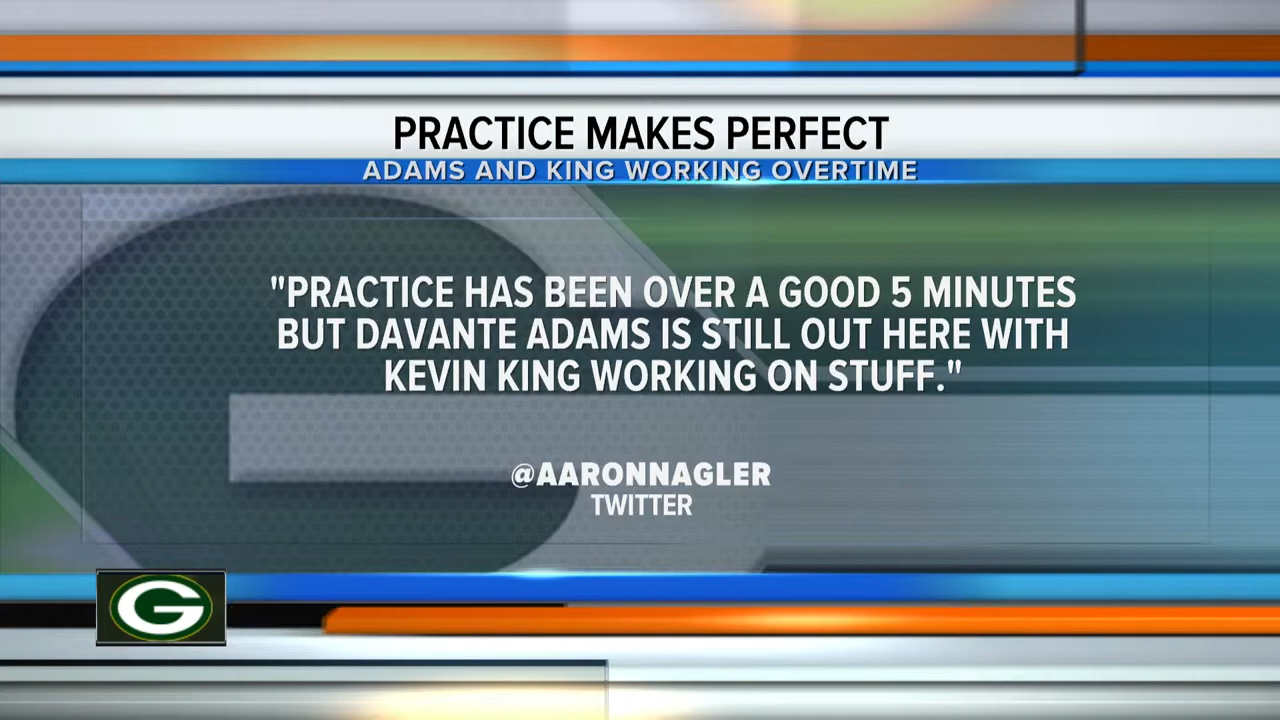 PRACTICE MAKES PERFECT
ADAMS AND KING WORKING OVERTIME
"PRACTICE HAS BEEN OVER A GOOD 5 MINUTES
BUT DAVANTE ADAMS IS STILL OUT HERE WITH
KEVIN KING WORKING ON STUFF."
@AARONNAGLER
TWITTER
G